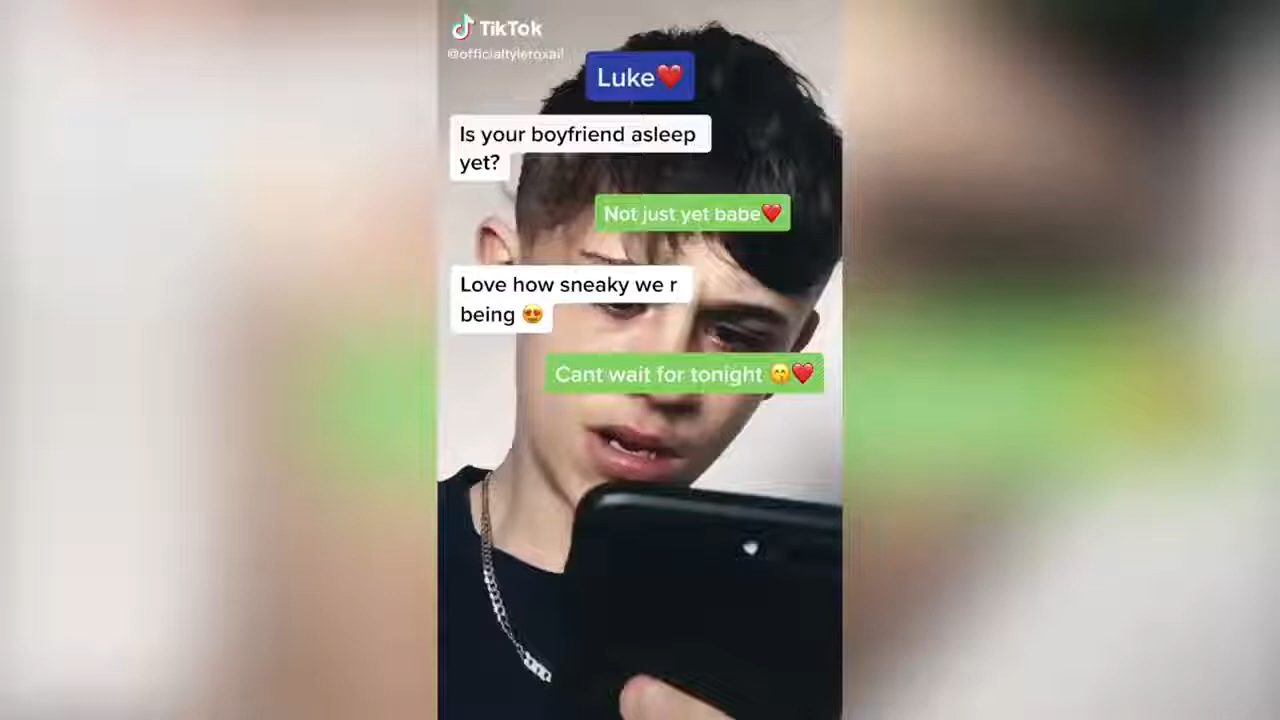 TikTok
@officialtyleroxail
Luke❤️
Is your boyfriend asleep
yet?
Not just yet babe❤️
Love how sneaky we r
being 😍
Cant wait for tonight 😙❤️